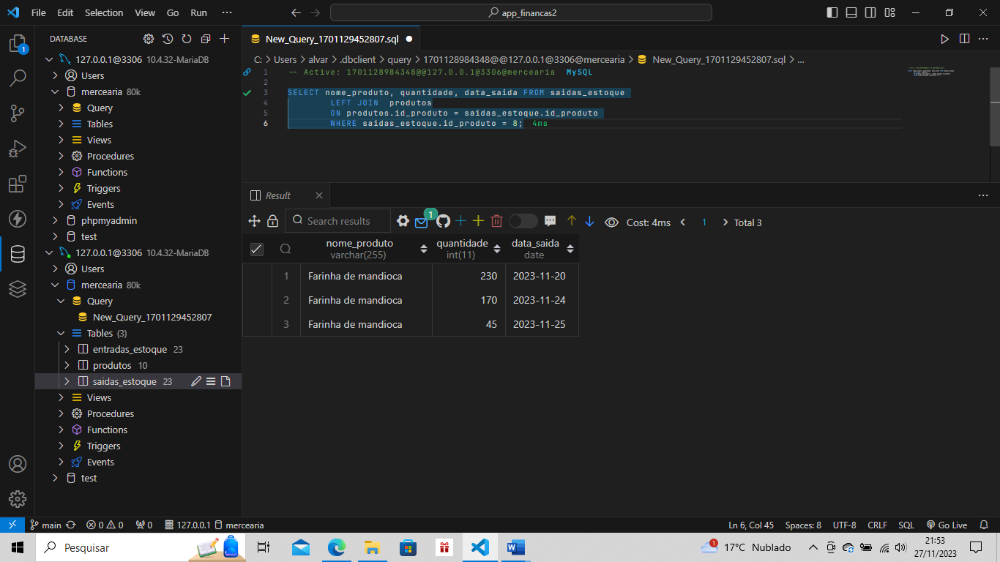 File Edit Selection View Go Run ··· app_financas2
DATABASE
New_Query_1701129452807.sql
C: > Users > alvar > .dbclient > query > 1701128984348@@127.0.0.1@3306@mercearia > New_Query_1701129452807.sql > ...
1 -- Active: 1701128984348@@127.0.0.1@3306@mercearia MySQL
2
3 SELECT nome_produto, quantidade, data_saida FROM saidas_estoque
4 LEFT JOIN produtos
5 ON produtos.id_produto = saidas_estoque.id_produto
6 WHERE saidas_estoque.id_produto = 8; 4ms
1
127.0.0.1@3306 10.4.32-MariaDB
Users
mercearia 80k
Query
Tables
Views
Procedures
Functions
Triggers
Events
phpmyadmin
test
127.0.0.1@3306 10.4.32-MariaDB
Users
mercearia 80k
Query
New_Query_1701129452807
Tables (3)
entradas_estoque 23
produtos 10
saidas_estoque 23
Views
Procedures
Functions
Triggers
Events
test
Result
Search results 1 Cost: 4ms < 1 > Total 3
nome_produto quantidade data_saida
varchar(255) int(11) date
1 Farinha de mandioca 230 2023-11-20
2 Farinha de mandioca 170 2023-11-24
3 Farinha de mandioca 45 2023-11-25
main 0 0 0 127.0.0.1 mercearia Ln 6, Col 45 Spaces: 8 UTF-8 CRLF SQL Go Live
Pesquisar 1 17°C Nublado 21:53
27/11/2023